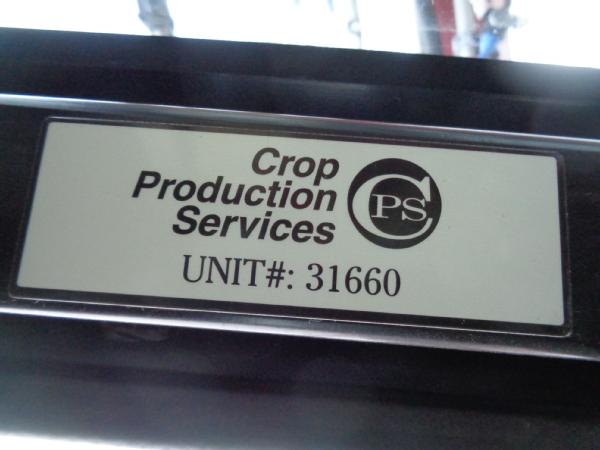 Crop
Production
Services
CPS
UNIT#: 31660